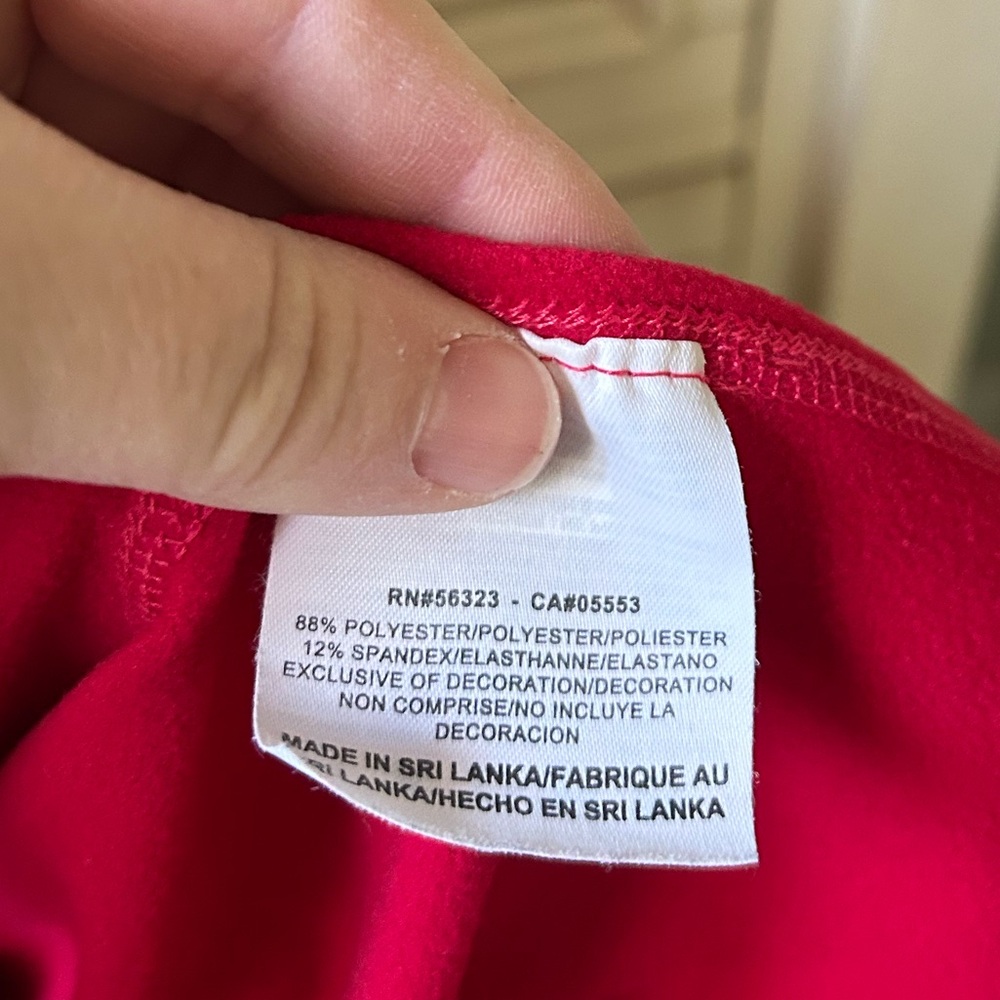 RN#56323 - CA#05553
88% POLYESTER/POLYESTER/POLIESTER
12% SPANDEX/ELASTHANNE/ELASTANO
EXCLUSIVE OF DECORATION/DECORATION
NON COMPRISE/NO INCLUYE LA
DECORACION
MADE IN SRI LANKA/FABRIQUE AU
SRI LANKA/HECHO EN SRI LANKA